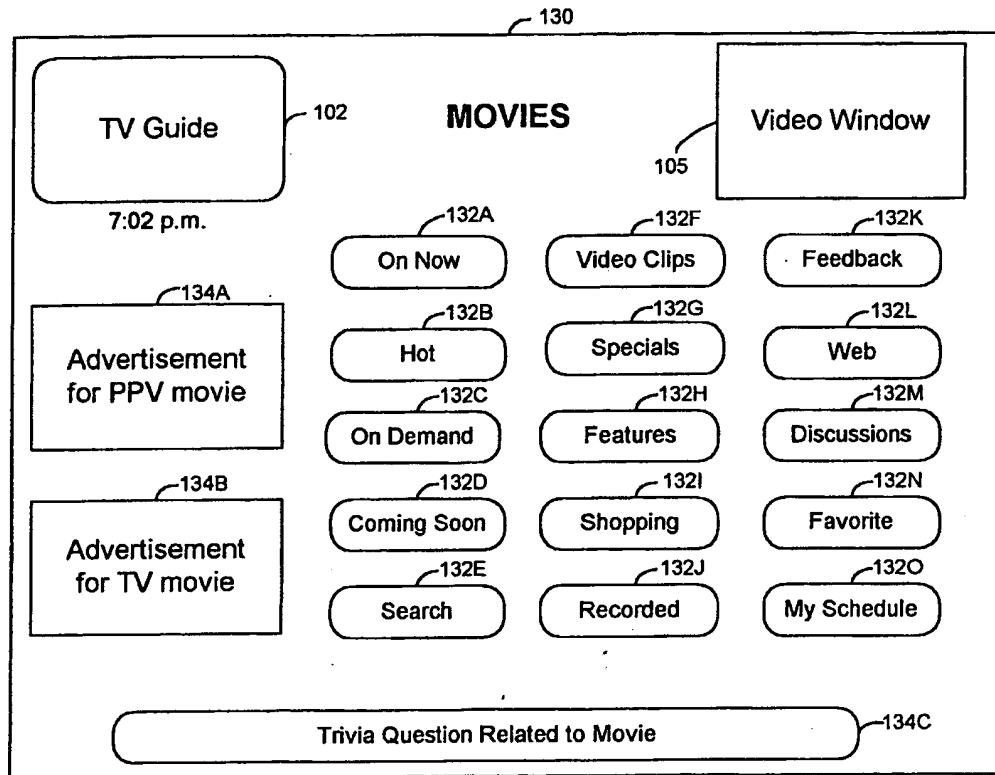 130
TV Guide
102
MOVIES
Video Window
105
7:02 p.m.
132A
132F
132K
On Now
Video Clips
Feedback
134A
132B
132G
132L
Advertisement
for PPV movie
Hot
Specials
Web
132C
132H
132M
On Demand
Features
Discussions
134B
132D
132I
132N
Advertisement
for TV movie
Coming Soon
Shopping
Favorite
132E
132J
132O
Search
Recorded
My Schedule
Trivia Question Related to Movie
134C